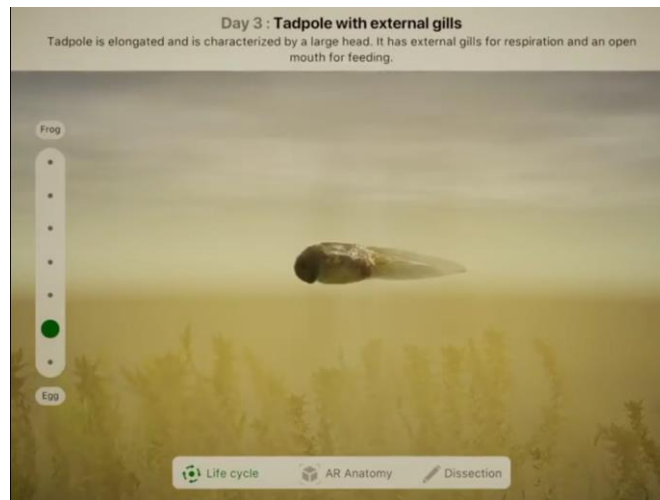 Day 3 : Tadpole with external gills
Tadpole is elongated and is characterized by a large head. It has external gills for respiration and an open
mouth for feeding.
Frog
Egg
Life cycle
AR Anatomy
Dissection